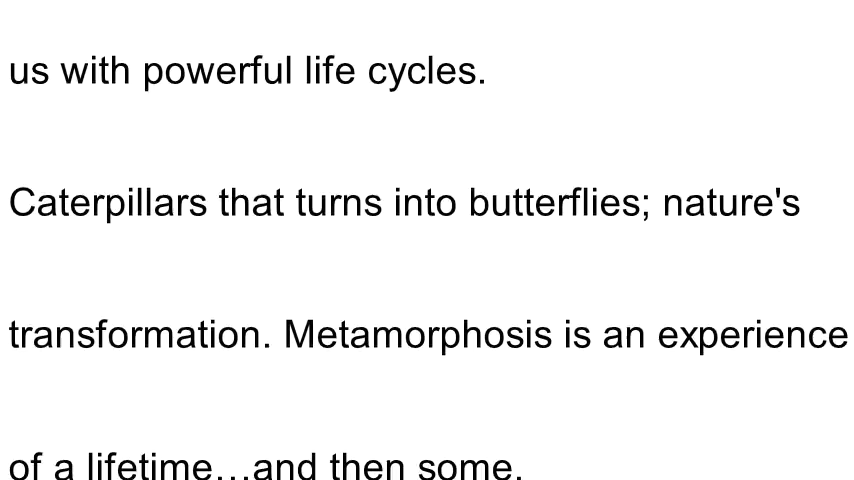 us with powerful life cycles.
Caterpillars that turns into butterflies; nature's
transformation. Metamorphosis is an experience
of a lifetime…and then some.